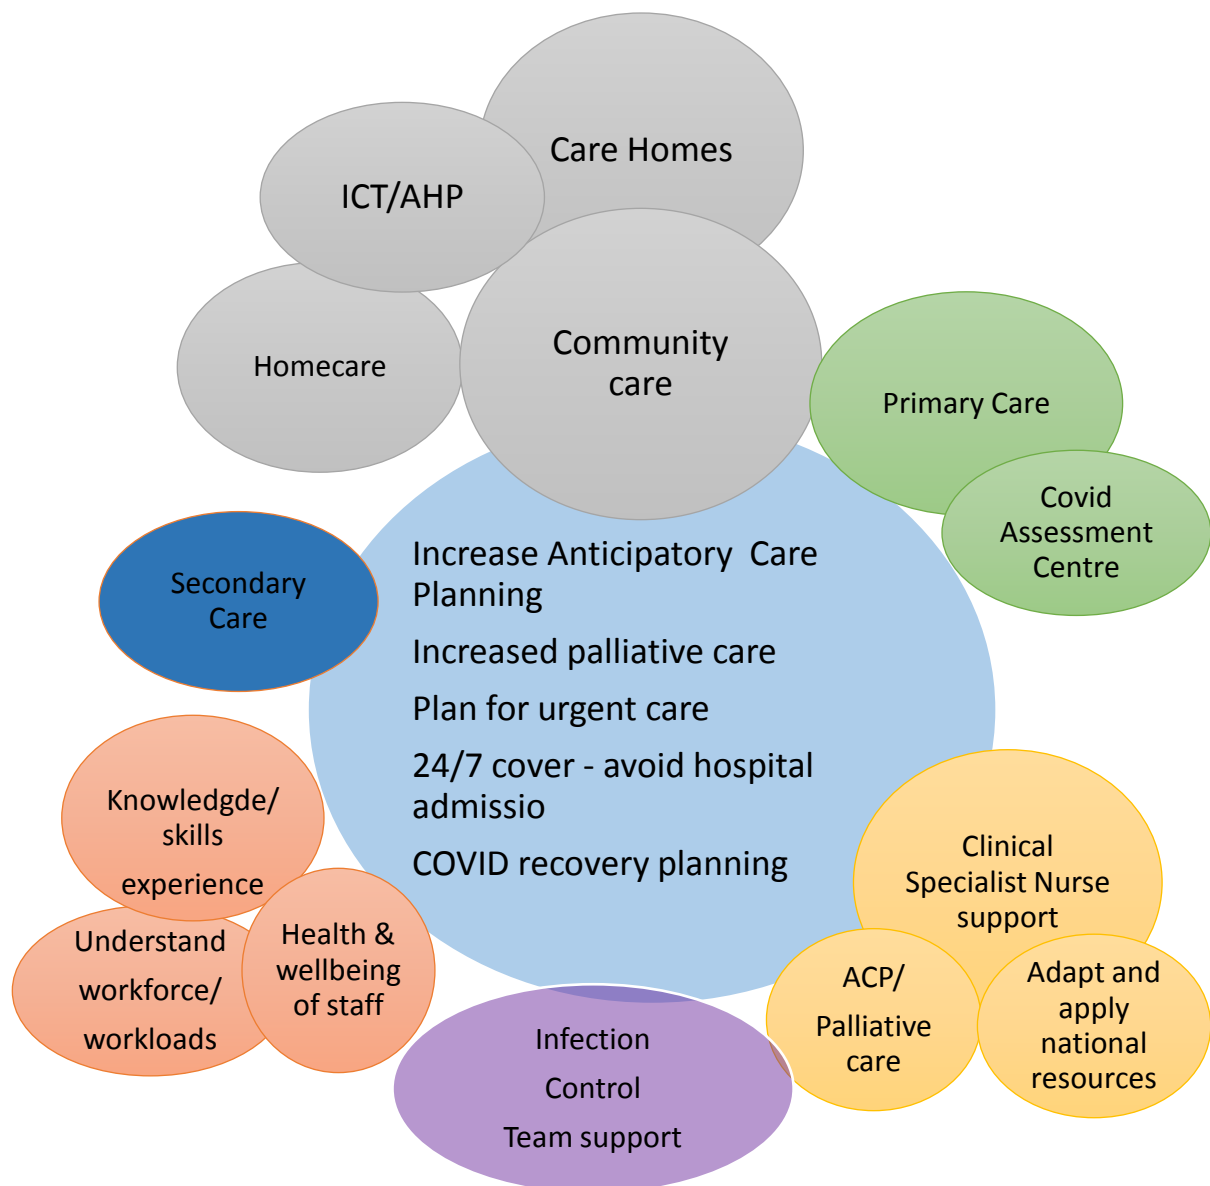 Care Homes
ICT/AHP
Community
care
Homecare
Primary Care
Covid
Assessment
Centre
Secondary
Care
Increase Anticipatory  Care
Planning
Increased palliative care
Plan for urgent care
24/7 cover - avoid hospital
admissio
COVID recovery planning
Knowledgde/
skills
experience
Understand
workforce/
workloads
Health &
wellbeing
of staff
Infection
Control
Team support
Clinical
Specialist Nurse
support
ACP/
Palliative
care
Adapt and
apply
national
resources